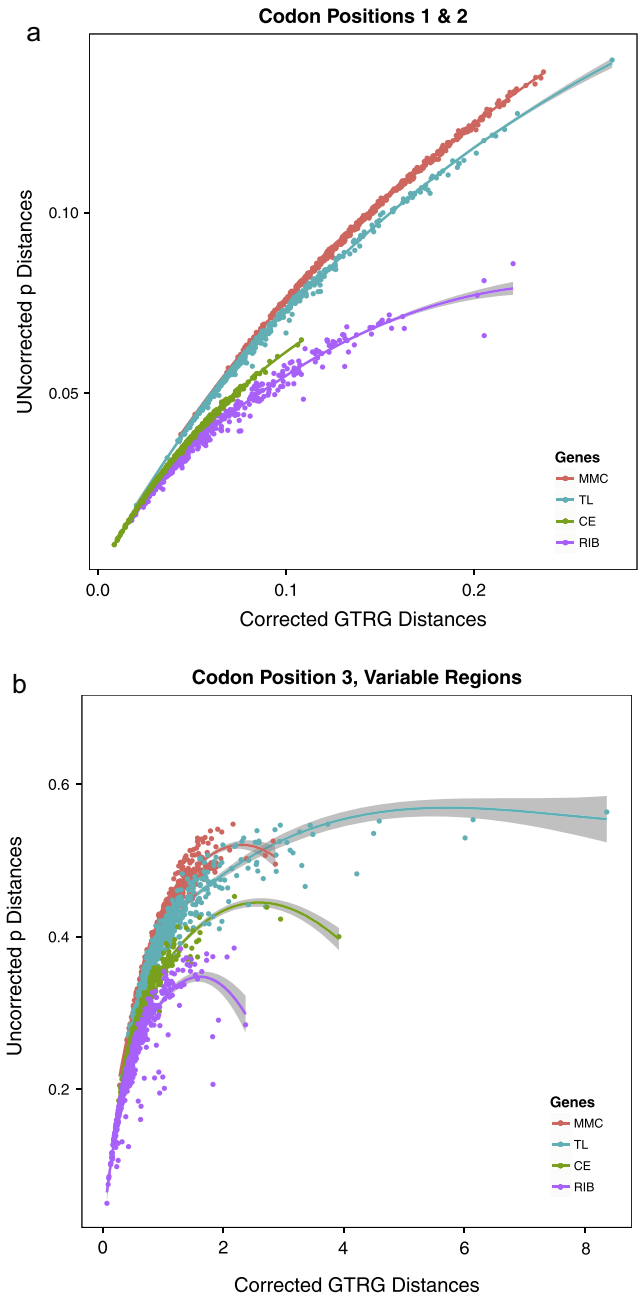 a
Codon Positions 1 & 2
UNcorrected p Distances
0.10
0.05
Genes
MMC
TL
CE
RIB
0.0
0.1
0.2
Corrected GTRG Distances
b
Codon Position 3, Variable Regions
Uncorrected p Distances
0.6
0.4
0.2
Genes
MMC
TL
CE
RIB
0
2
4
6
8
Corrected GTRG Distances